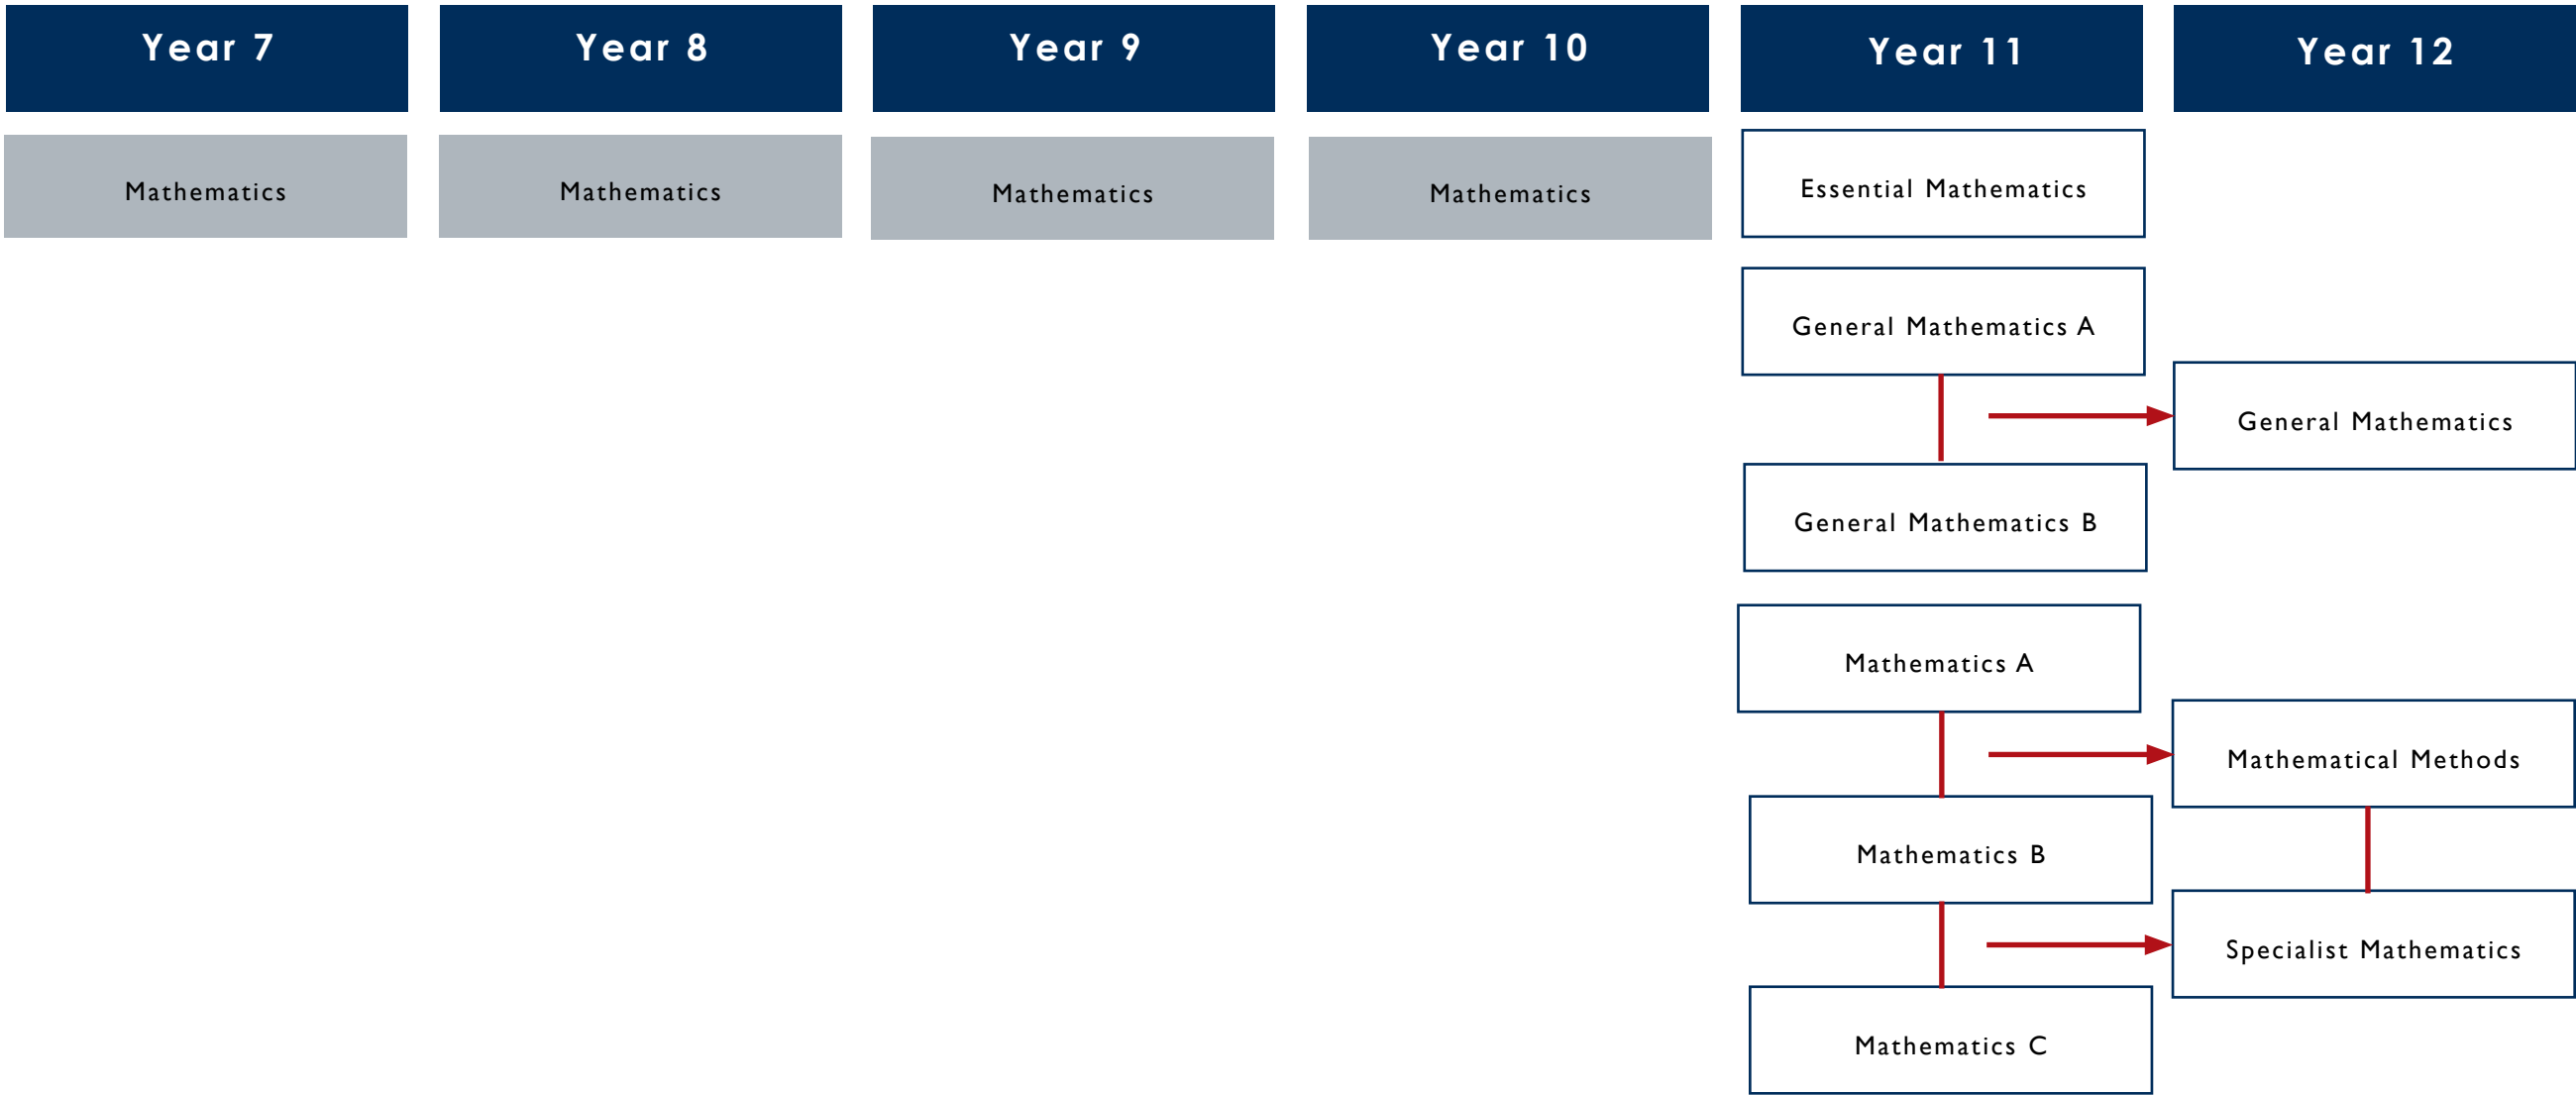 Year 7
Year 8
Year 9
Year 10
Year 11
Year 12
Mathematics
Mathematics
Mathematics
Mathematics
Essential Mathematics
General Mathematics A
General Mathematics
General Mathematics B
Mathematics A
Mathematical Methods
Mathematics B
Specialist Mathematics
Mathematics C